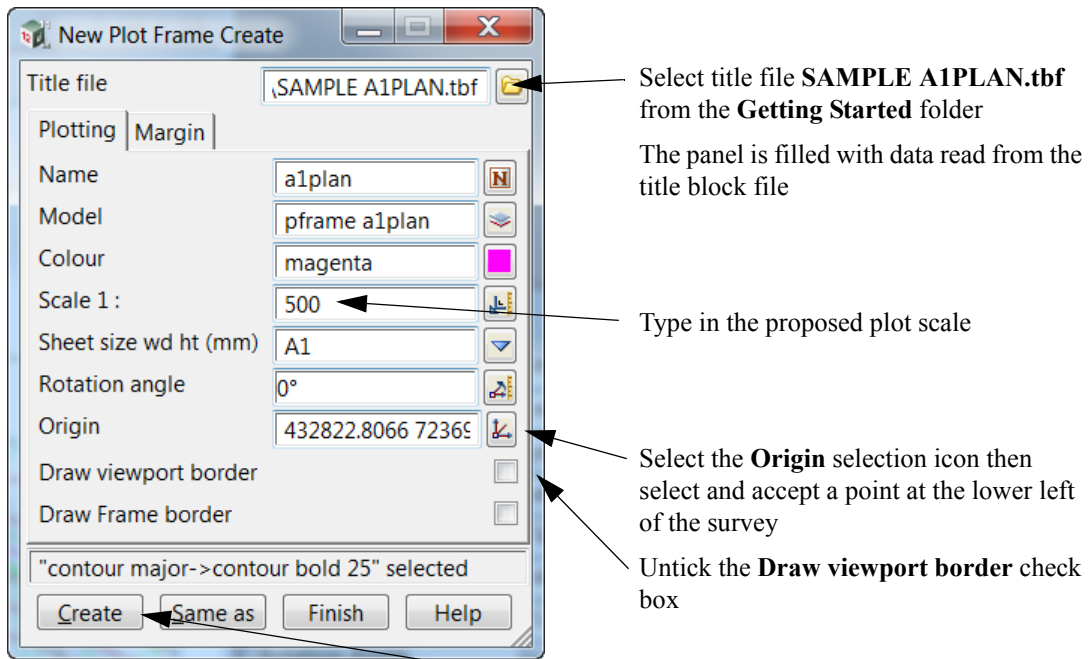 New Plot Frame Create
Title file
\SAMPLE A1PLAN.tbf
Plotting
Margin
Name
a1plan
Model
pframe a1plan
Colour
magenta
Scale 1 :
500
Sheet size wd ht (mm)
A1
Rotation angle
0°
Origin
432822.8066 72369
Draw viewport border
Draw Frame border
"contour major->contour bold 25" selected
Create
Same as
Finish
Help
Select title file SAMPLE A1PLAN.tbf
from the Getting Started folder
The panel is filled with data read from the
title block file
Type in the proposed plot scale
Select the Origin selection icon then
select and accept a point at the lower left
of the survey
Untick the Draw viewport border check
box